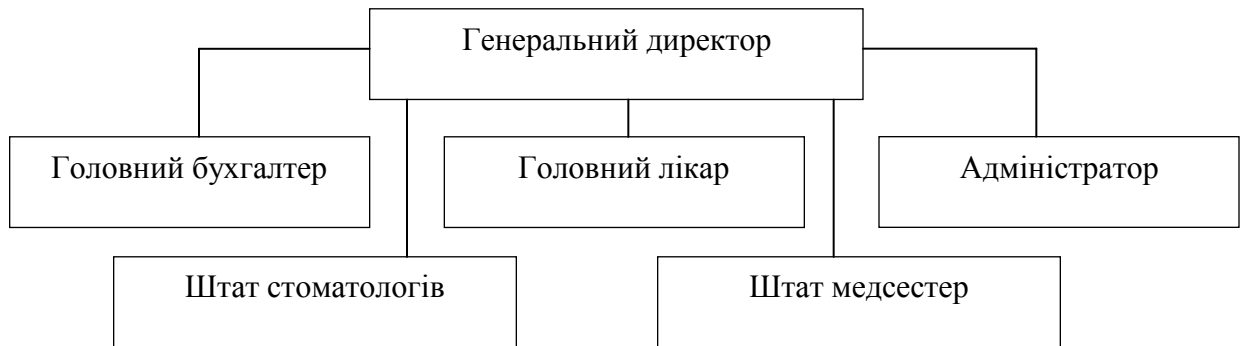 Генеральний директор
Головний бухгалтер
Головний лікар
Адміністратор
Штат стоматологів
Штат медсестер